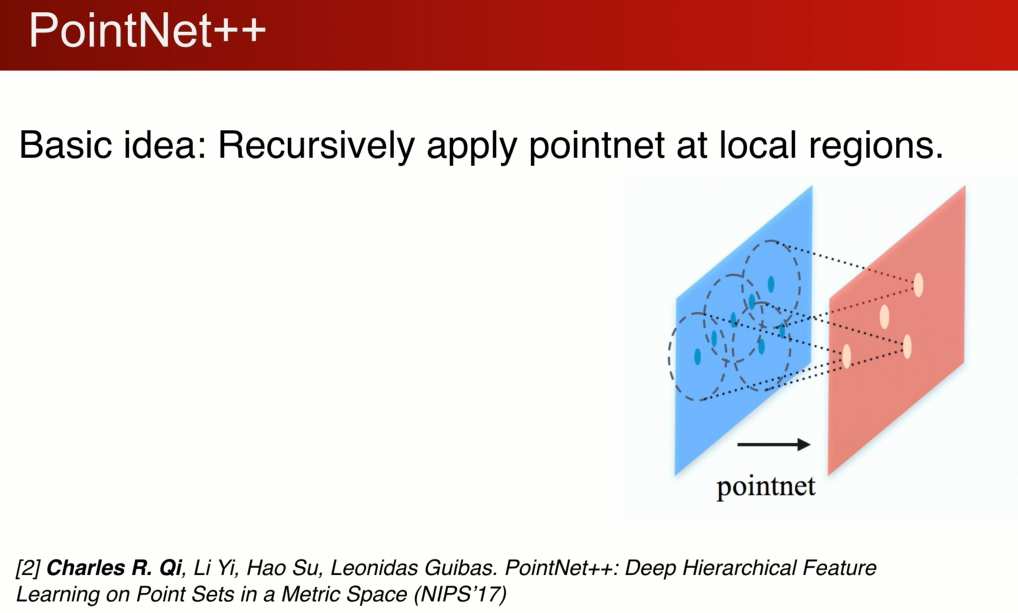 PointNet++
Basic idea: Recursively apply pointnet at local regions.
pointnet
[2] Charles R. Qi, Li Yi, Hao Su, Leonidas Guibas. PointNet++: Deep Hierarchical Feature
Learning on Point Sets in a Metric Space (NIPS'17)